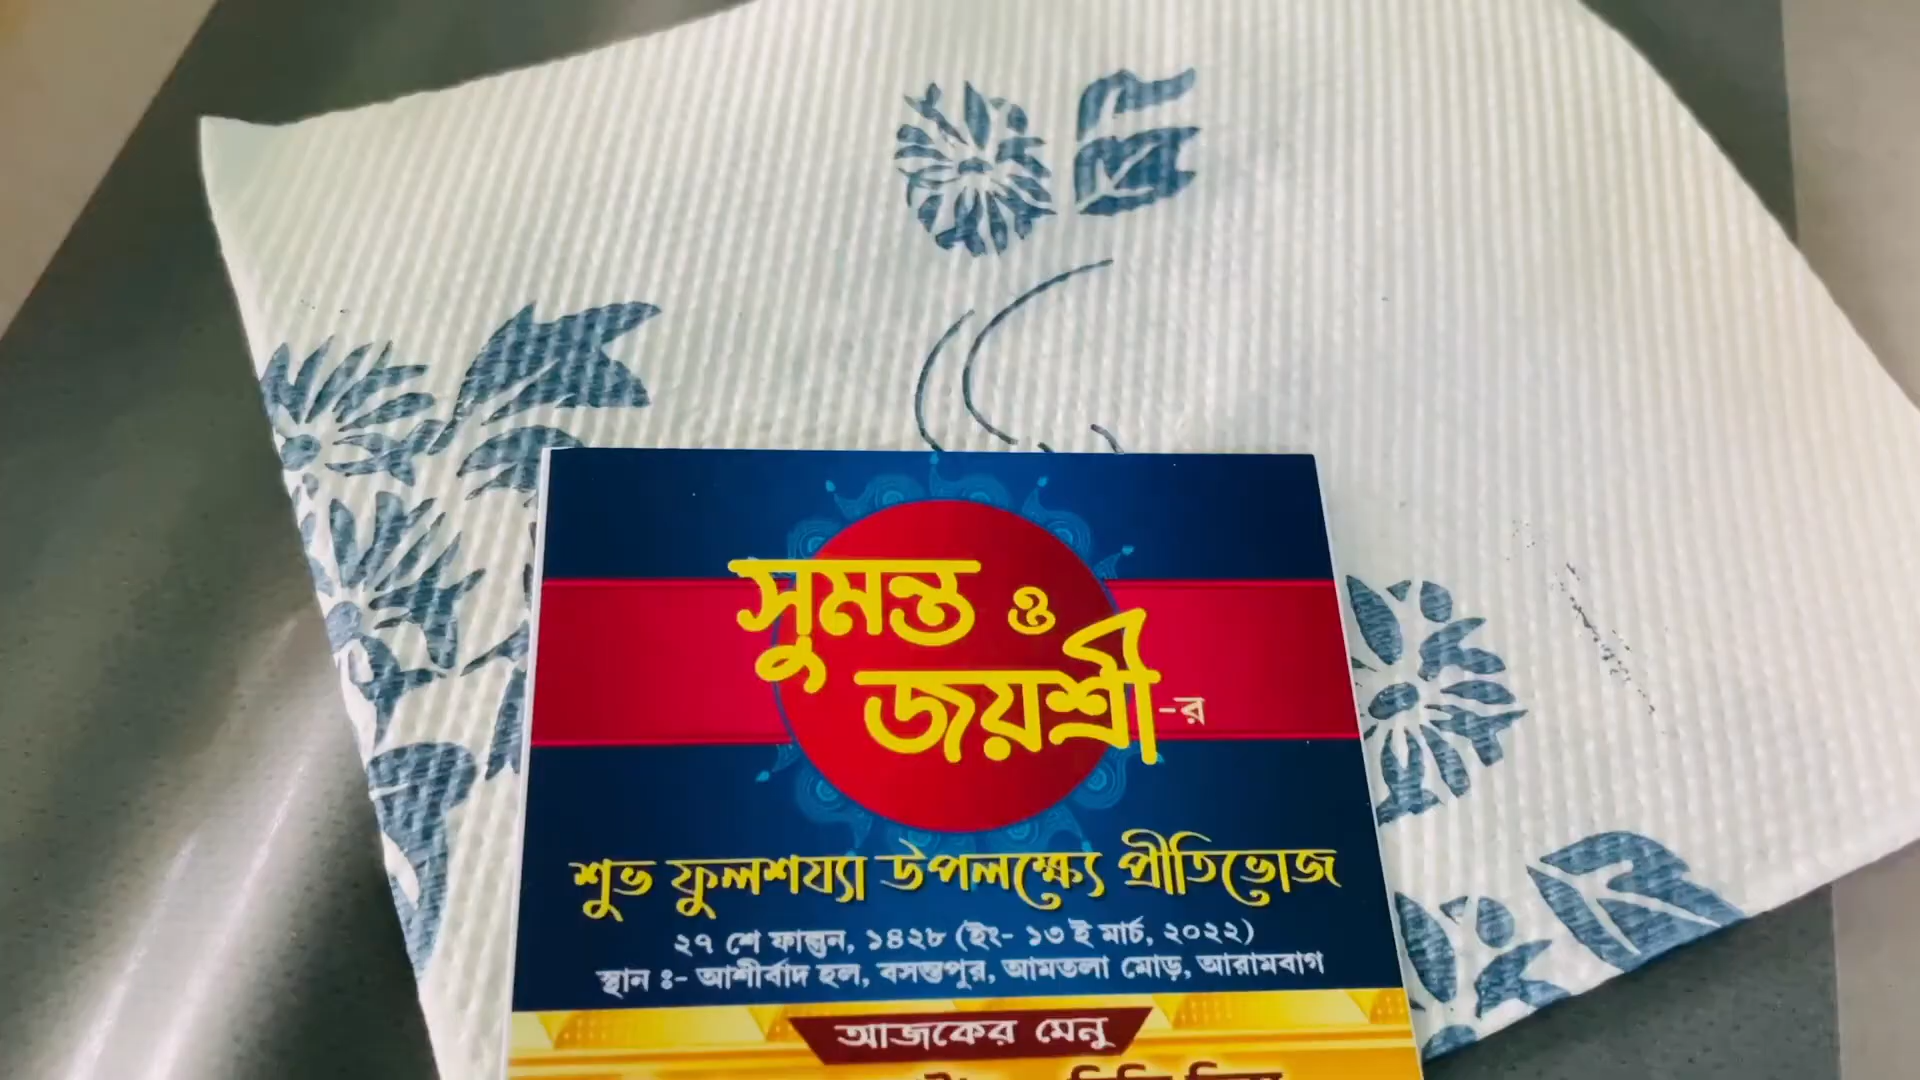 সুমন্ত ও
জয়শ্রী-র
শুভ ফুলশয্যা উপলক্ষ্যে প্রীতিভোজ
২৭ শে ফাল্গুন, ১৪২৮ (ইং- ১৩ ই মার্চ, ২০২২)
স্থান ঃ- আশীর্বাদ হল, বসন্তপুর, আমতলা মোড়, আরামবাগ
আজকের মেনু